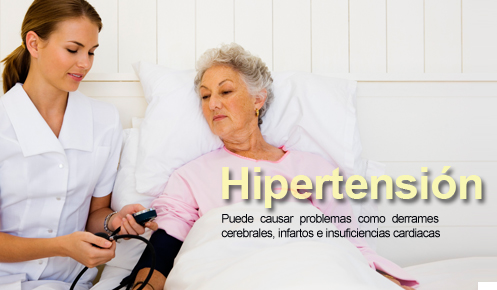 Hipertensión
Puede causar problemas como derrames
cerebrales, infartos e insuficiencias cardiacas